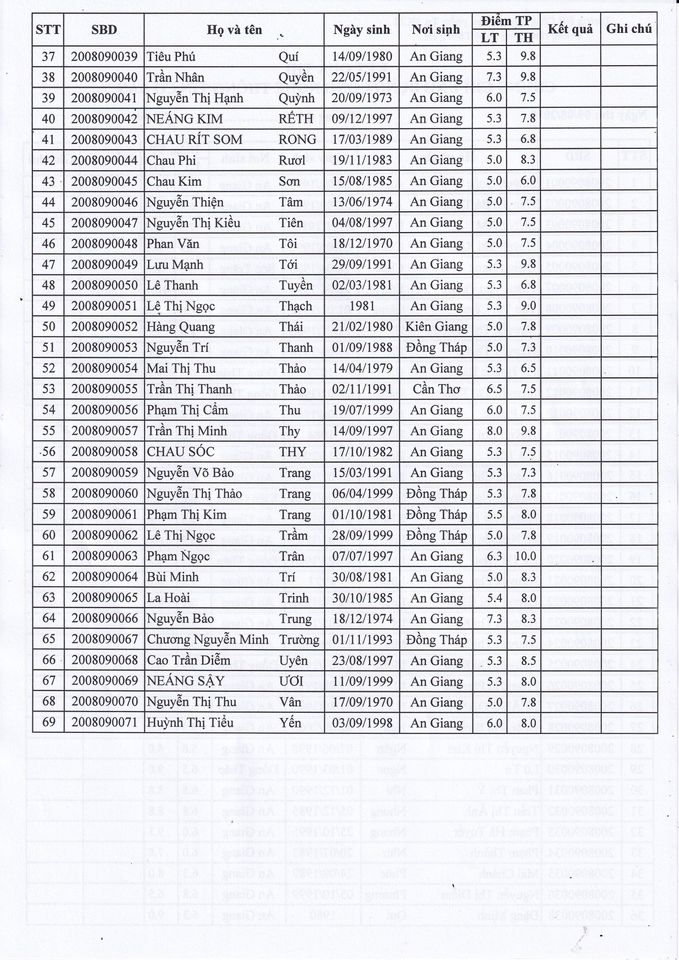 STT SBD Họ và tên Ngày sinh Nơi sinh Điểm TP Kết quả Ghi chú
LT TH
37 2008090039 Tiêu Phú Quí 14/09/1980 An Giang 5.3 9.8
38 2008090040 Trần Nhân Quyền 22/05/1991 An Giang 7.3 9.8
39 2008090041 Nguyễn Thị Hạnh Quỳnh 20/09/1973 An Giang 6.0 7.5
40 2008090042 NEÁNG KIM RÊTH 09/12/1997 An Giang 5.3 7.8
41 2008090043 CHAU RÍT SOM RONG 17/03/1989 An Giang 5.3 6.8
42 2008090044 Chau Phi Rươl 19/11/1983 An Giang 5.0 8.3
43 2008090045 Chau Kim Sơn 15/08/1985 An Giang 5.0 6.0
44 2008090046 Nguyễn Thiện Tâm 13/06/1974 An Giang 5.0 7.5
45 2008090047 Nguyễn Thị Kiều Tiên 04/08/1997 An Giang 5.0 7.5
46 2008090048 Phan Văn Tôi 18/12/1970 An Giang 5.0 7.5
47 2008090049 Lưu Mạnh Tới 29/09/1991 An Giang 5.3 9.8
48 2008090050 Lê Thanh Tuyền 02/03/1981 An Giang 5.3 6.8
49 2008090051 Lê Thị Ngọc Thạch 1981 An Giang 5.3 9.0
50 2008090052 Hàng Quang Thái 21/02/1980 Kiên Giang 5.0 7.8
51 2008090053 Nguyễn Trí Thanh 01/09/1988 Đồng Tháp 5.0 7.3
52 2008090054 Mai Thị Thu Thảo 14/04/1979 An Giang 5.3 6.5
53 2008090055 Trần Thị Thanh Thảo 02/11/1991 Cần Thơ 6.5 7.5
54 2008090056 Phạm Thị Cẩm Thu 19/07/1999 An Giang 6.0 7.5
55 2008090057 Trần Thị Minh Thy 14/09/1997 An Giang 8.0 9.8
56 2008090058 CHAU SÓC THY 17/10/1982 An Giang 5.3 7.5
57 2008090059 Nguyễn Võ Bảo Trang 15/03/1991 An Giang 5.3 7.3
58 2008090060 Nguyễn Thị Thảo Trang 06/04/1999 Đồng Tháp 5.3 7.8
59 2008090061 Phạm Thị Kim Trang 01/10/1981 Đồng Tháp 5.5 8.0
60 2008090062 Lê Thị Ngọc Trầm 28/09/1999 Đồng Tháp 5.0 7.8
61 2008090063 Phạm Ngọc Trân 07/07/1997 An Giang 6.3 10.0
62 2008090064 Bùi Minh Trí 30/08/1981 An Giang 5.0 8.3
63 2008090065 La Hoài Trinh 30/10/1985 An Giang 5.4 8.0
64 2008090066 Nguyễn Bảo Trung 18/12/1974 An Giang 7.3 8.3
65 2008090067 Chương Nguyễn Minh Trường 01/11/1993 Đồng Tháp 5.3 7.5
66 2008090068 Cao Trần Diễm Uyên 23/08/1997 An Giang 5.3 8.5
67 2008090069 NEÁNG SẬY ƯƠI 11/09/1999 An Giang 5.3 8.0
68 2008090070 Nguyễn Thị Thu Vân 17/09/1970 An Giang 5.0 7.8
69 2008090071 Huỳnh Thị Tiểu Yến 03/09/1998 An Giang 6.0 8.0